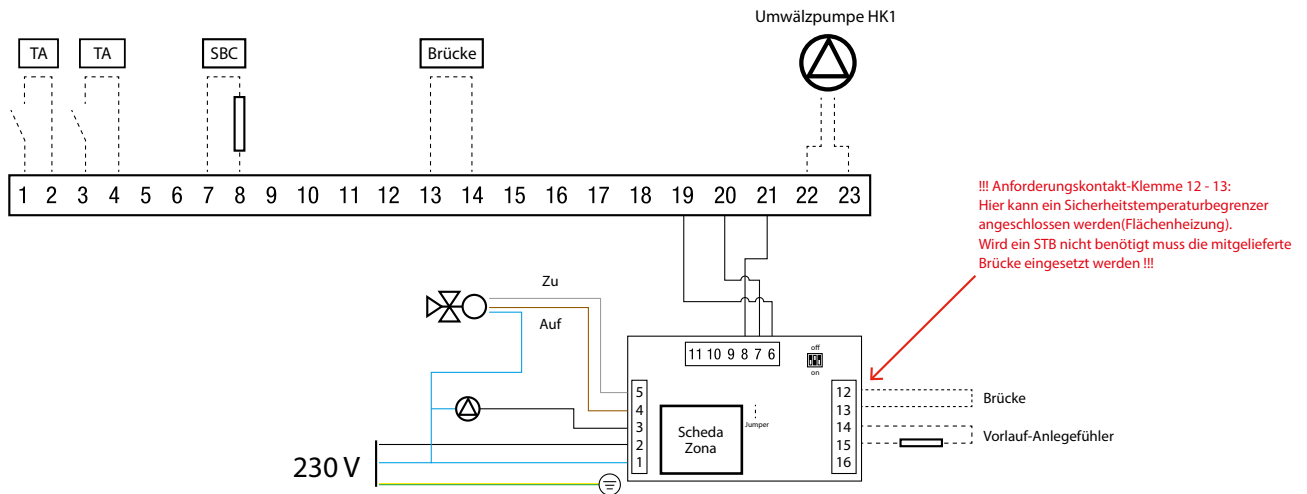 Umwälzpumpe HK1
TA TA SBC Brücke
1 2 3 4 5 6 7 8 9 10 11 12 13 14 15 16 17 18 19 20 21 22 23
!!! Anforderungskontakt-Klemme 12 - 13:
Hier kann ein Sicherheitstemperaturbegrenzer
angeschlossen werden(Flächenheizung).
Wird ein STB nicht benötigt muss die mitgelieferte
Brücke eingesetzt werden !!!
Zu
Auf
11 10 9 8 7 6
off
on
5
4
3
2
1
Scheda
Zona
Jumper
12
13
14
15
16
Brücke
Vorlauf-Anlegefühler
230 V